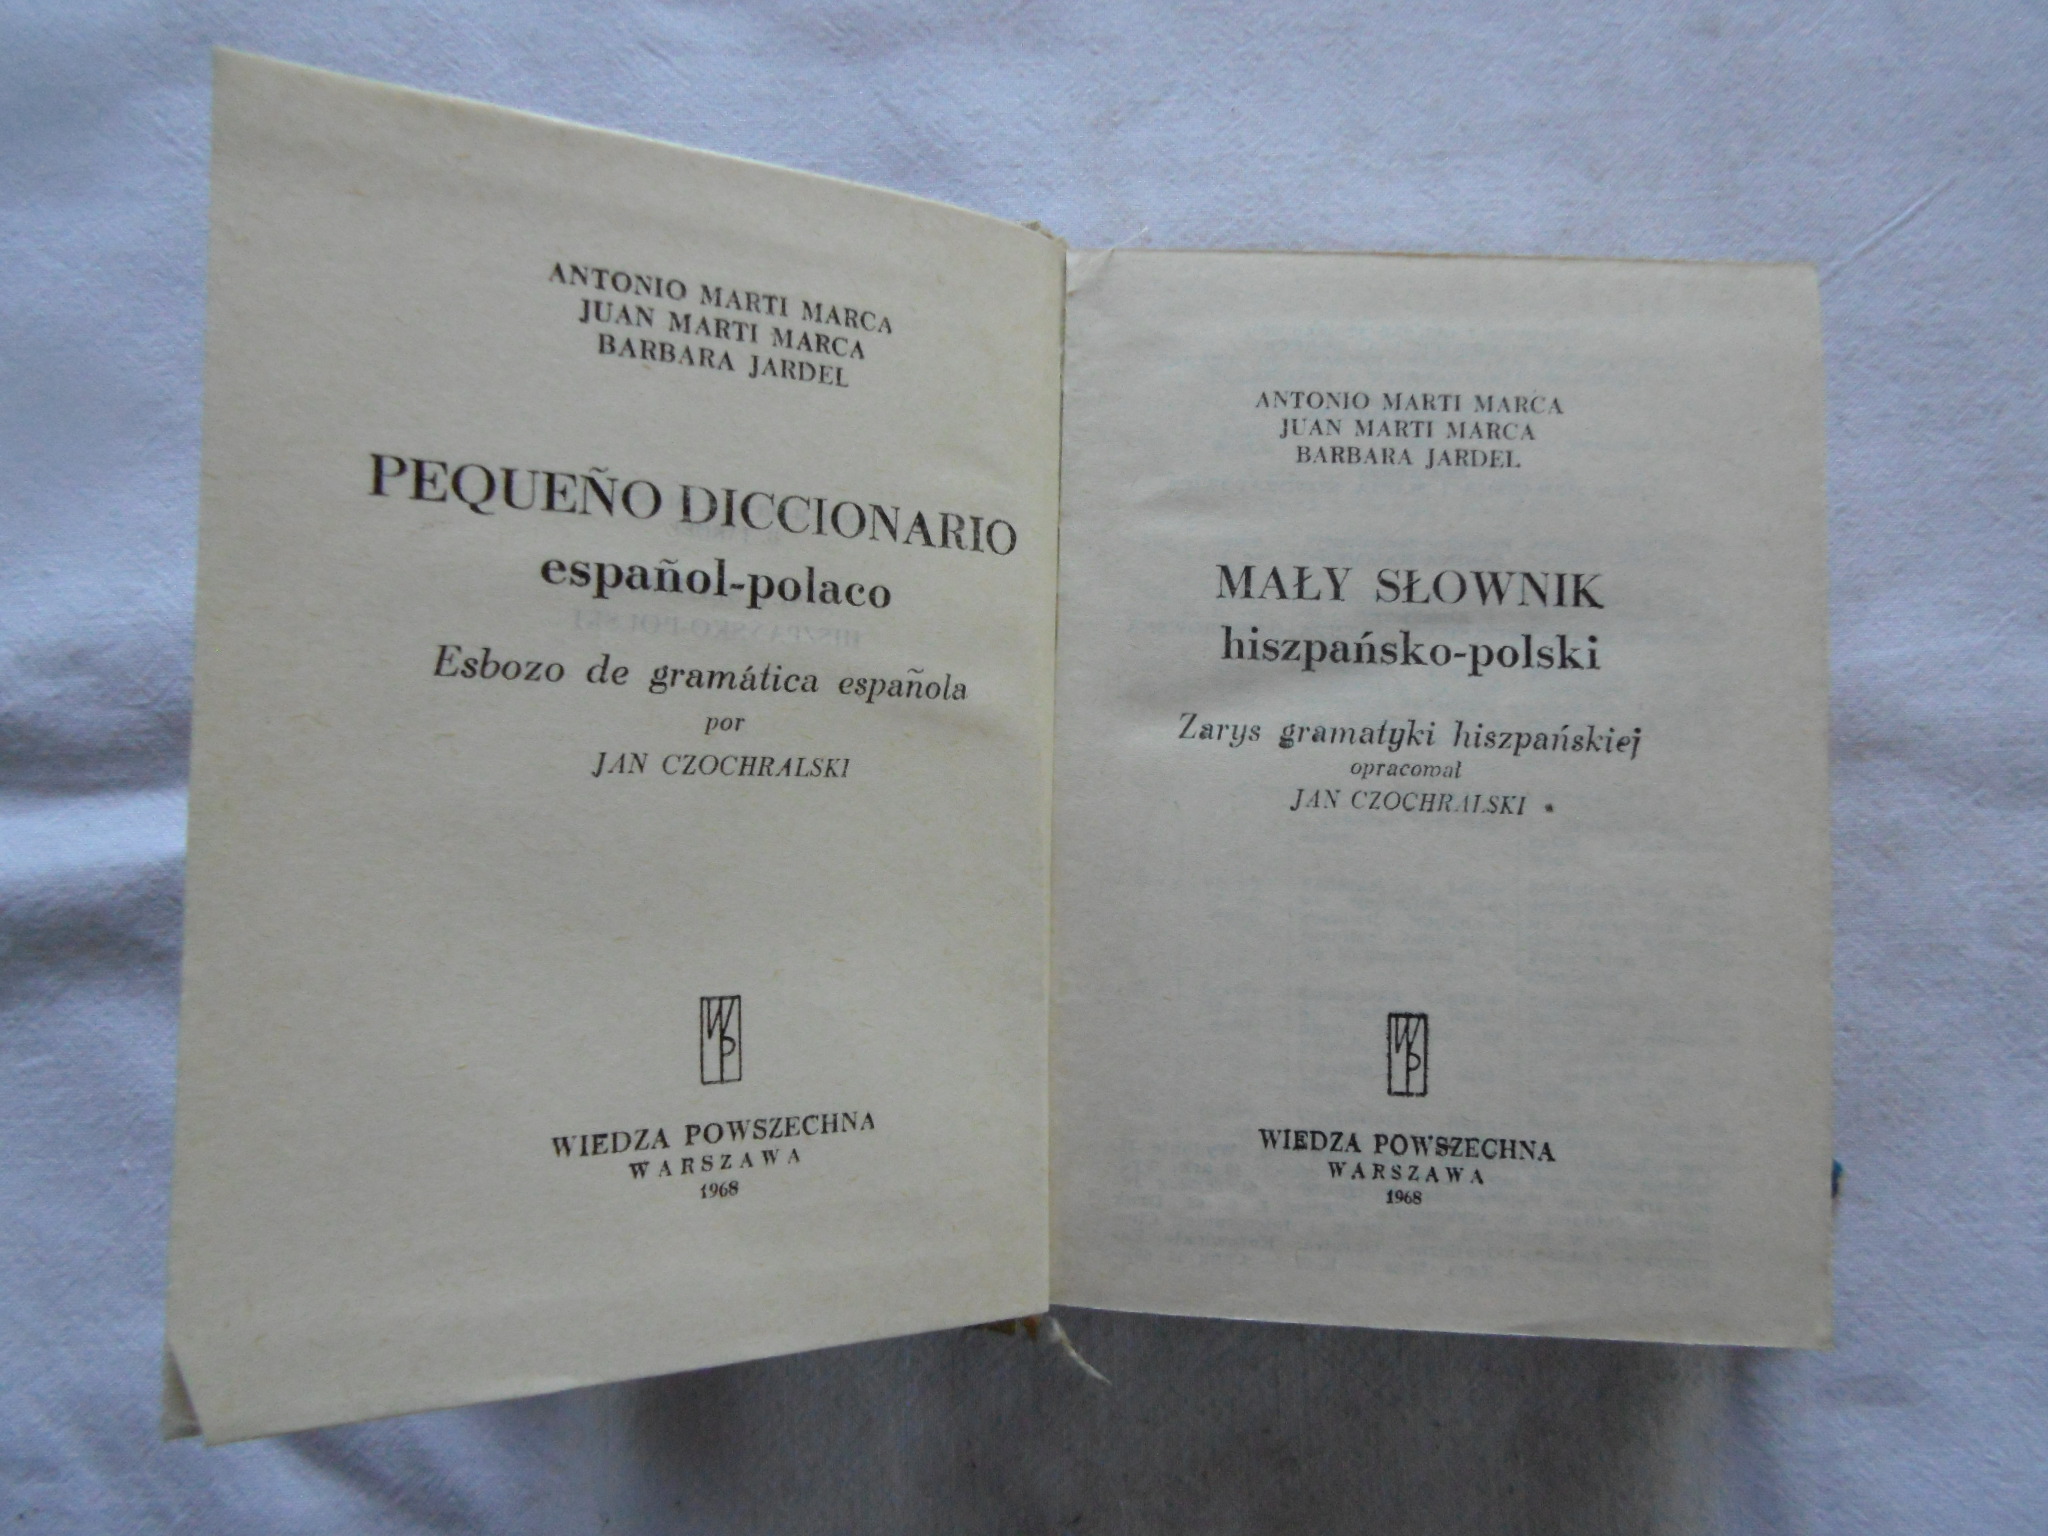 ANTONIO MARTI MARCA
JUAN MARTI MARCA
BARBARA JARDEL
PEQUEÑO DICCIONARIO
español-polaco
Esbozo de gramática española
por
JAN CZOCHRALSKI
WP
WIEDZA POWSZECHNA
WARSZAWA
1968
ANTONIO MARTI MARCA
JUAN MARTI MARCA
BARBARA JARDEL
MAŁY SŁOWNIK
hiszpańsko-polski
Zarys gramatyki hiszpańskiej
opracował
JAN CZOCHRALSKI
WP
WIEDZA POWSZECHNA
WARSZAWA
1968